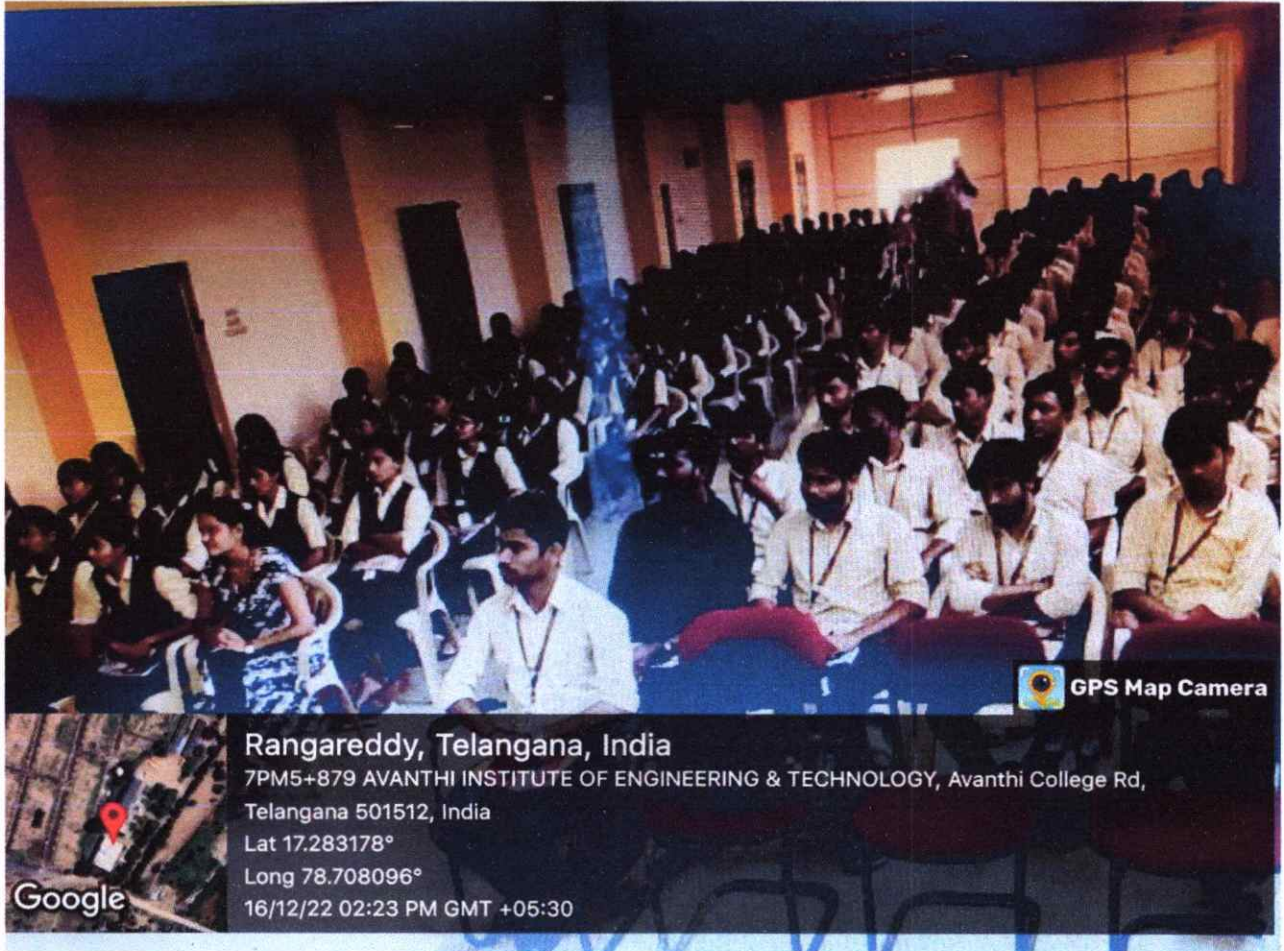 GPS Map Camera
Rangareddy, Telangana, India
7PM5+879 AVANTHI INSTITUTE OF ENGINEERING & TECHNOLOGY, Avanthi College Rd,
Telangana 501512, India
Lat 17.283178°
Long 78.708096°
16/12/22 02:23 PM GMT +05:30
Google